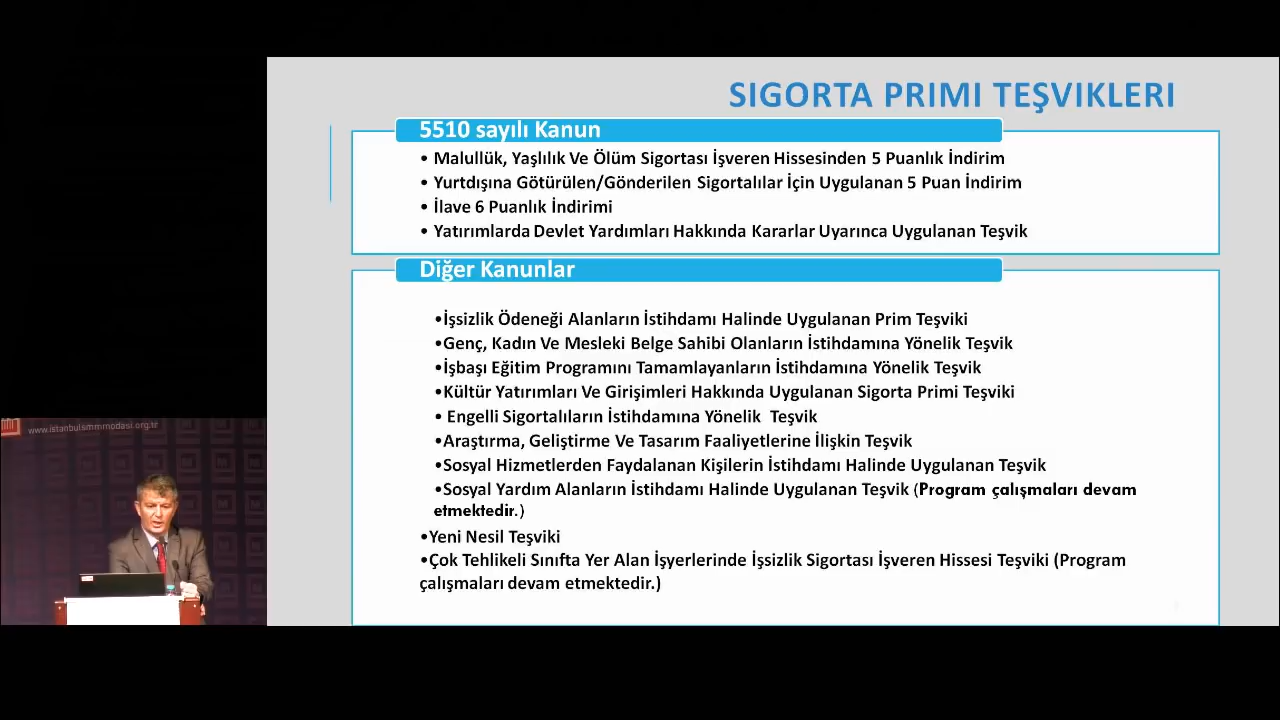 SIGORTA PRIMI TEŞVIKLERI
5510 sayılı Kanun
• Malullük, Yaşlılık Ve Ölüm Sigortası İşveren Hissesinden 5 Puanlık İndirim
• Yurtdışına Götürülen/Gönderilen Sigortalılar İçin Uygulanan 5 Puan İndirim
• İlave 6 Puanlık İndirimi
• Yatırımlarda Devlet Yardımları Hakkında Kararlar Uyarınca Uygulanan Teşvik
Diğer Kanunlar
•İşsizlik Ödeneği Alanların İstihdamı Halinde Uygulanan Prim Teşviki
•Genç, Kadın Ve Mesleki Belge Sahibi Olanların İstihdamına Yönelik Teşvik
•İşbaşı Eğitim Programını Tamamlayanların İstihdamına Yönelik Teşvik
•Kültür Yatırımları Ve Girişimleri Hakkında Uygulanan Sigorta Primi Teşviki
• Engelli Sigortalıların İstihdamına Yönelik Teşvik
•Araştırma, Geliştirme Ve Tasarım Faaliyetlerine İlişkin Teşvik
•Sosyal Hizmetlerden Faydalanan Kişilerin İstihdamı Halinde Uygulanan Teşvik
•Sosyal Yardım Alanların İstihdamı Halinde Uygulanan Teşvik (Program çalışmaları devam
etmektedir.)
•Yeni Nesil Teşviki
•Çok Tehlikeli Sınıfta Yer Alan İşyerlerinde İşsizlik Sigortası İşveren Hissesi Teşviki (Program
çalışmaları devam etmektedir.)
www.istanbulsmmmodasi.org.tr